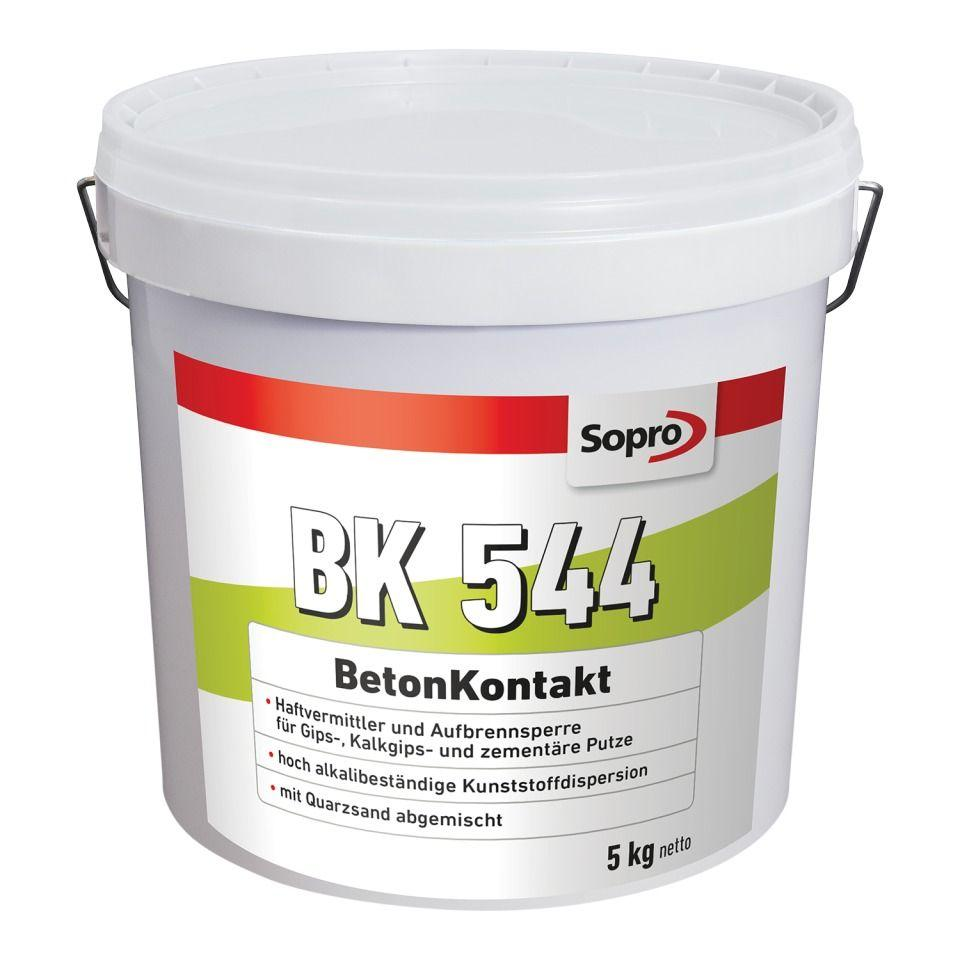 Sopro
BK 544
BetonKontakt
• Haftvermittler und Aufbrennsperre
für Gips-, Kalkgips- und zementäre Putze
• hoch alkalibeständige Kunststoffdispersion
• mit Quarzsand abgemischt
5 kg netto